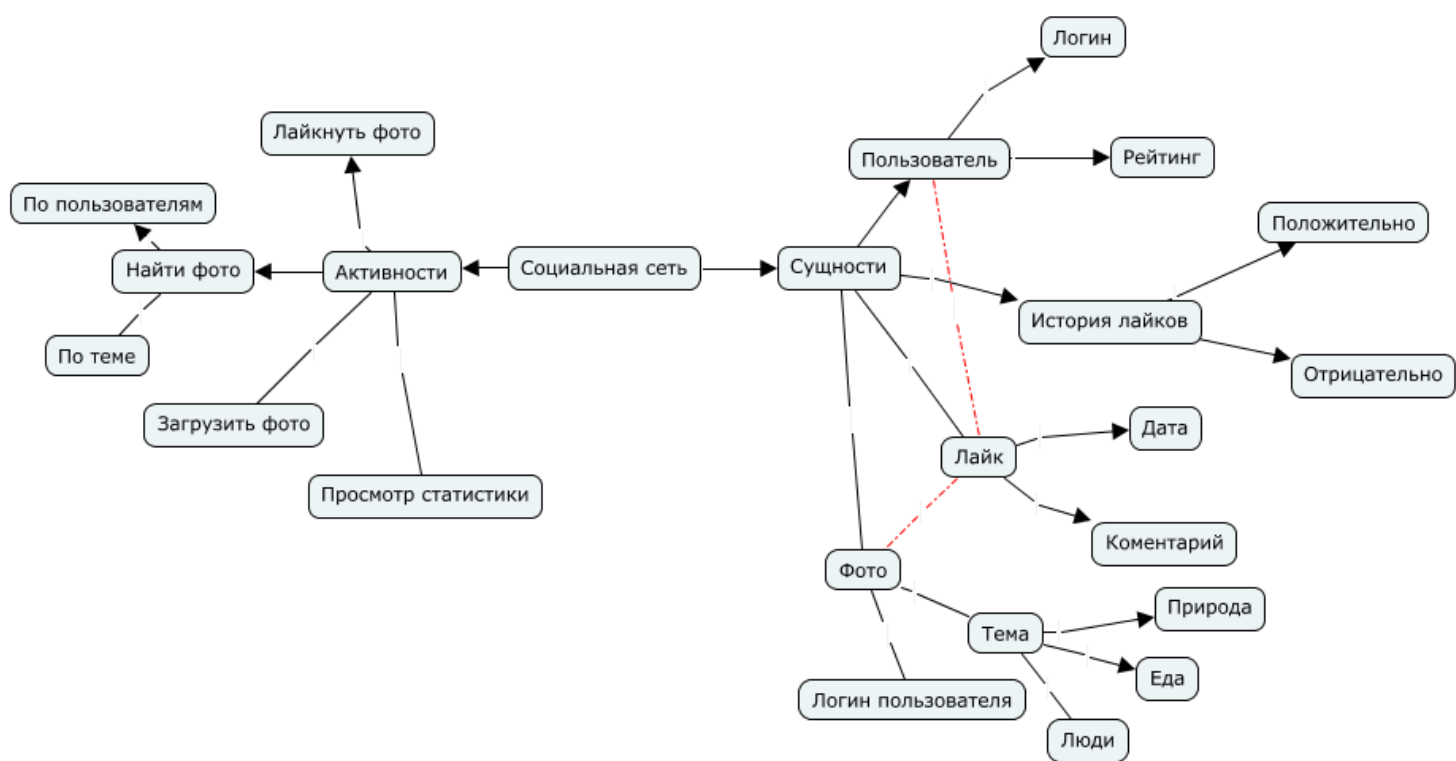 Логин
Лайкнуть фото
Пользователь
Рейтинг
По пользователям
Положительно
Найти фото
Активности
Социальная сеть
Сущности
История лайков
По теме
Отрицательно
Загрузить фото
Дата
Лайк
Просмотр статистики
Коментарий
Фото
Природа
Тема
Еда
Логин пользователя
Люди